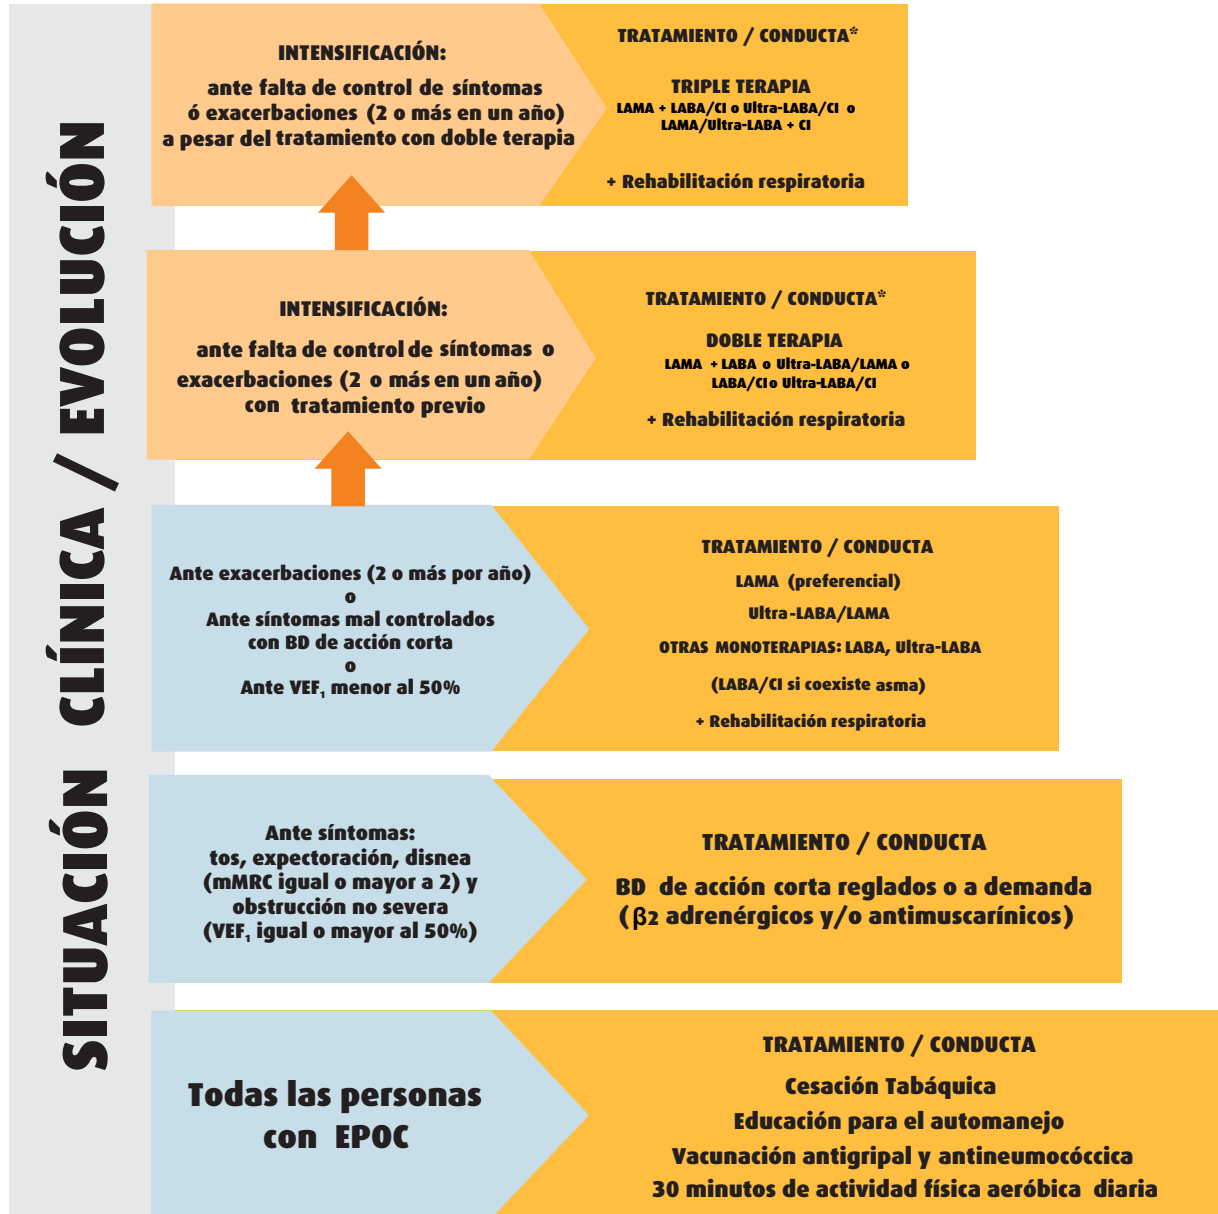 SITUACIÓN CLÍNICA / EVOLUCIÓN
INTENSIFICACIÓN:
ante falta de control de síntomas
ó exacerbaciones (2 o más en un año)
a pesar del tratamiento con doble terapia
TRATAMIENTO / CONDUCTA*
TRIPLE TERAPIA
LAMA + LABA/CI o Ultra-LABA/CI o
LAMA/Ultra-LABA + CI
+ Rehabilitación respiratoria
INTENSIFICACIÓN:
ante falta de control de síntomas o
exacerbaciones (2 o más en un año)
con tratamiento previo
TRATAMIENTO / CONDUCTA*
DOBLE TERAPIA
LAMA + LABA o Ultra-LABA/LAMA o
LABA/CI o Ultra-LABA/CI
+ Rehabilitación respiratoria
Ante exacerbaciones (2 o más por año)
o
Ante síntomas mal controlados
con BD de acción corta
o
Ante VEF₁ menor al 50%
TRATAMIENTO / CONDUCTA
LAMA (preferencial)
Ultra-LABA/LAMA
OTRAS MONOTERAPIAS: LABA, Ultra-LABA
(LABA/CI si coexiste asma)
+ Rehabilitación respiratoria
Ante síntomas:
tos, expectoración, disnea
(mMRC igual o mayor a 2) y
obstrucción no severa
(VEF₁ igual o mayor al 50%)
TRATAMIENTO / CONDUCTA
BD de acción corta reglados o a demanda
(β2 adrenérgicos y/o antimuscarínicos)
Todas las personas
con EPOC
TRATAMIENTO / CONDUCTA
Cesación Tabáquica
Educación para el automanejo
Vacunación antigripal y antineumocóccica
30 minutos de actividad física aeróbica diaria